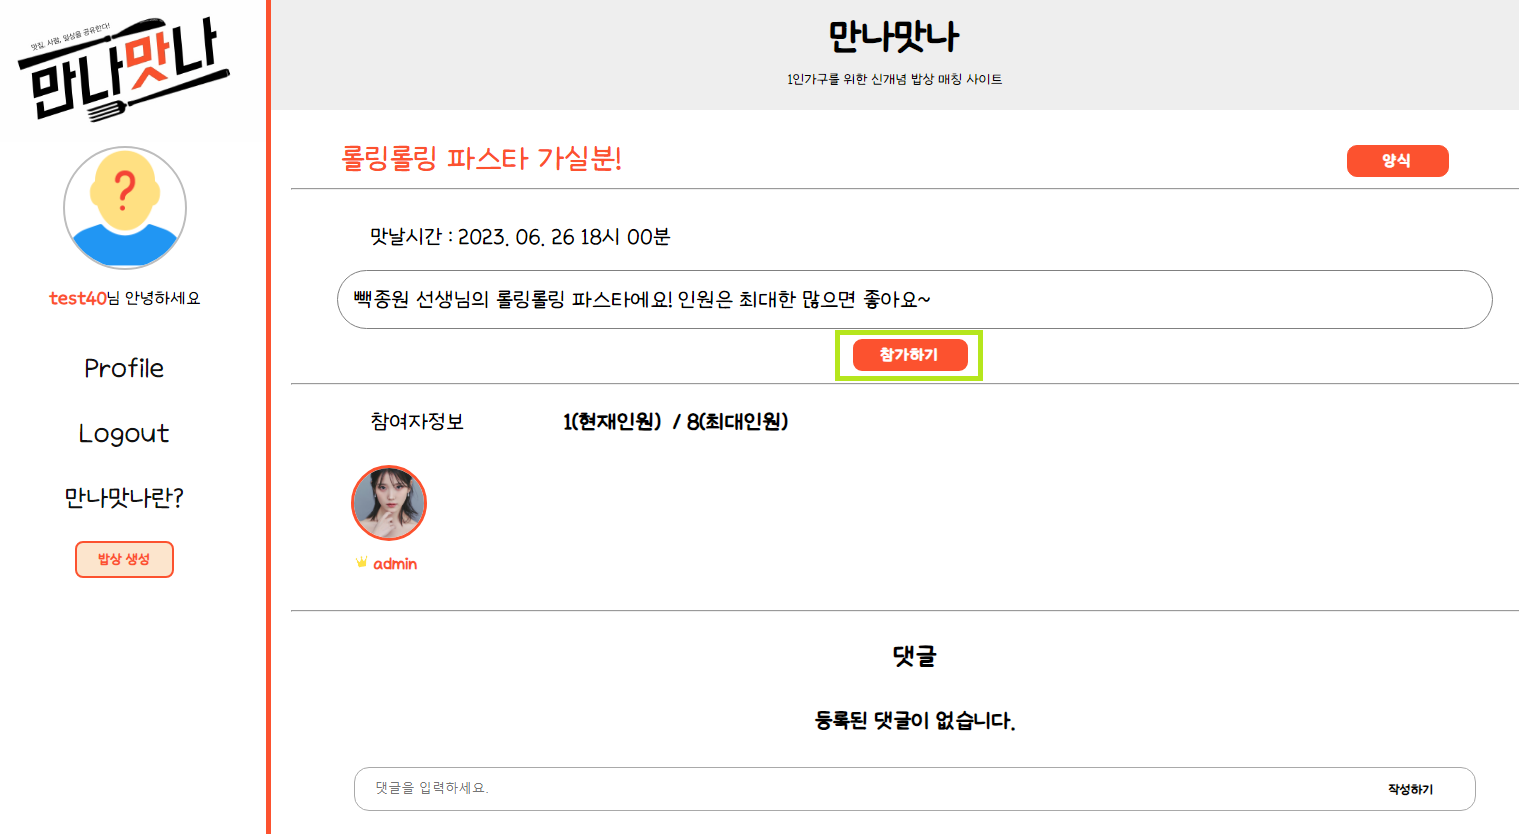 맛집, 사람, 일상을 공유한다!
만나맛나
?
test40님 안녕하세요
Profile
Logout
만나맛나란?
밥상 생성
만나맛나
1인가구를 위한 신개념 밥상 매칭 사이트
롤링롤링 파스타 가실분!
양식
맛날시간 : 2023. 06. 26 18시 00분
빽종원 선생님의 롤링롤링 파스타에요! 인원은 최대한 많으면 좋아요~
참가하기
참여자정보 1(현재인원) / 8(최대인원)
admin
댓글
등록된 댓글이 없습니다.
댓글을 입력하세요.
작성하기